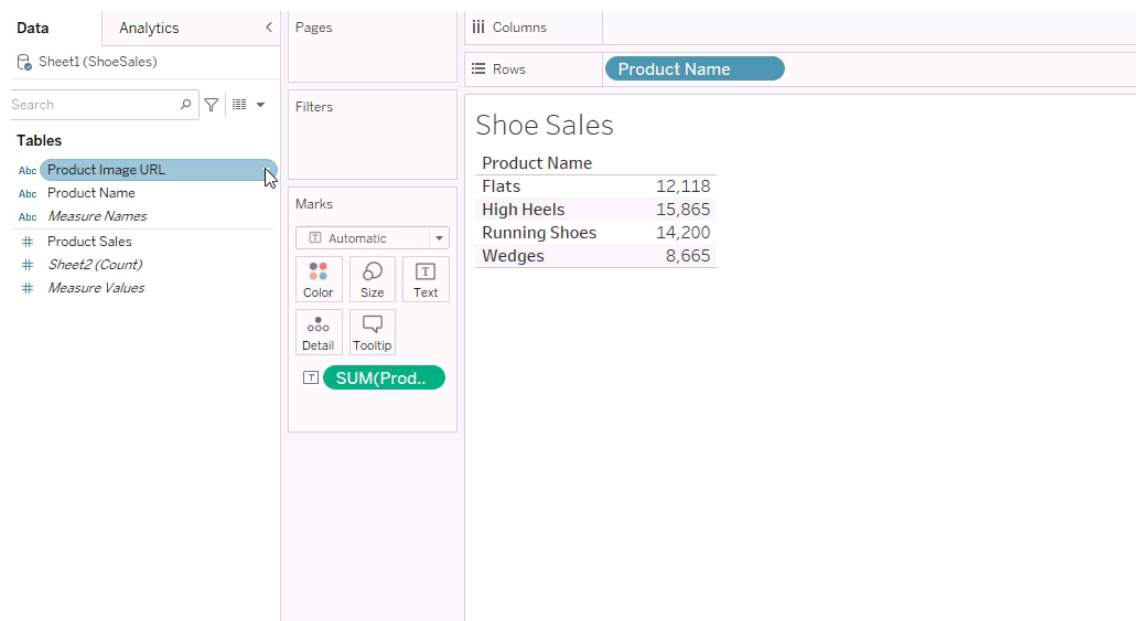 Data
Analytics
Sheet1 (ShoeSales)
Search
Tables
Abc Product Image URL
Abc Product Name
Abc Measure Names
# Product Sales
# Sheet2 (Count)
# Measure Values
Pages
Filters
Marks
T Automatic
Color Size T Text
Detail Tooltip
T SUM(Prod..
iii Columns
Rows Product Name
Shoe Sales
Product Name
Flats 12,118
High Heels 15,865
Running Shoes 14,200
Wedges 8,665